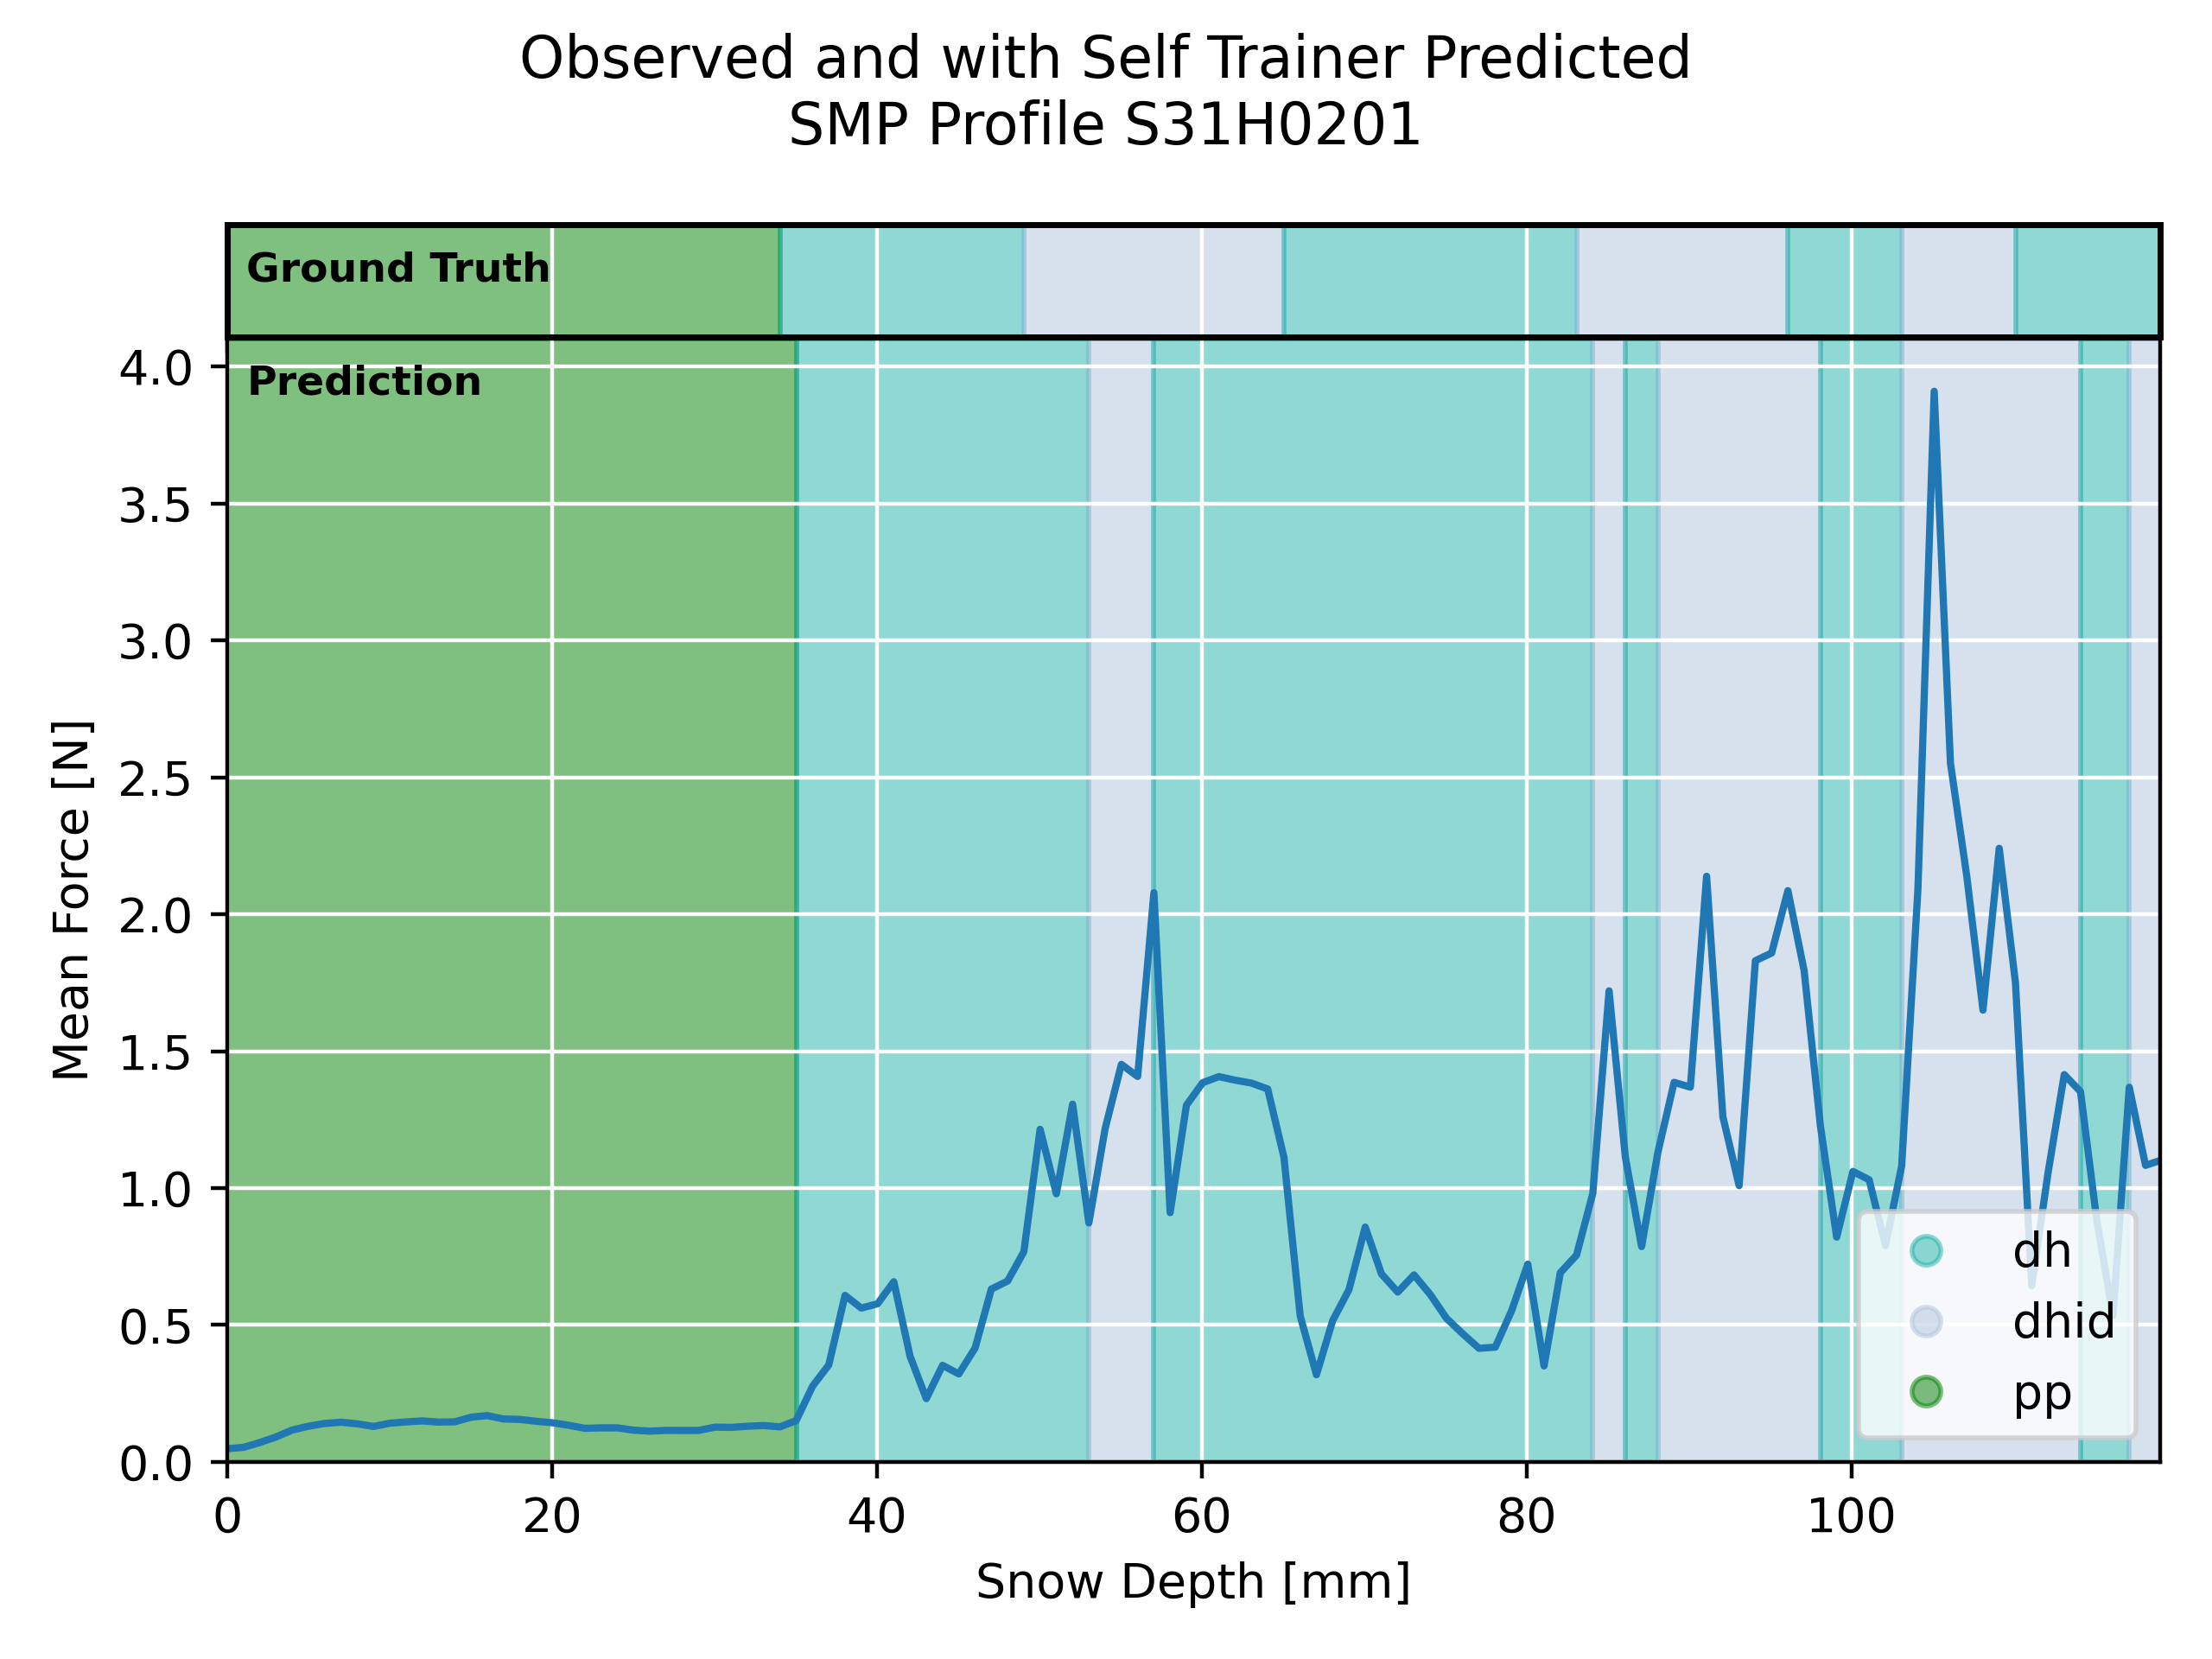 Observed and with Self Trainer Predicted
SMP Profile S31H0201
Ground Truth
Prediction
4.0
3.5
3.0
2.5
2.0
1.5
1.0
0.5
0.0
Mean Force [N]
dh
dhid
pp
0 20 40 60 80 100
Snow Depth [mm]